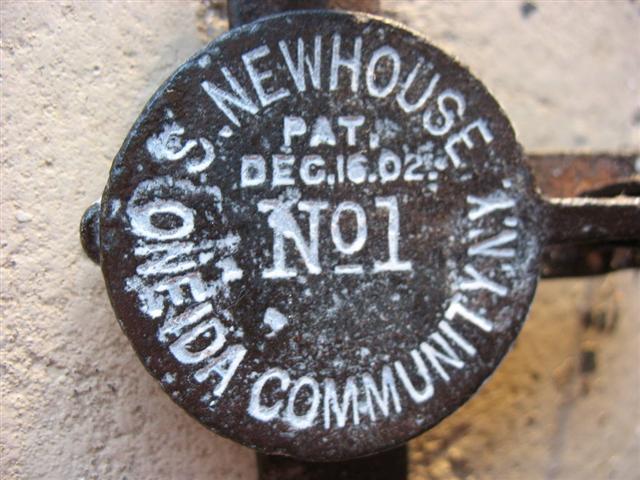 S. NEWHOUSE
PAT.
DEC.16.02.
No1
ONEIDA COMMUNITY N.Y.